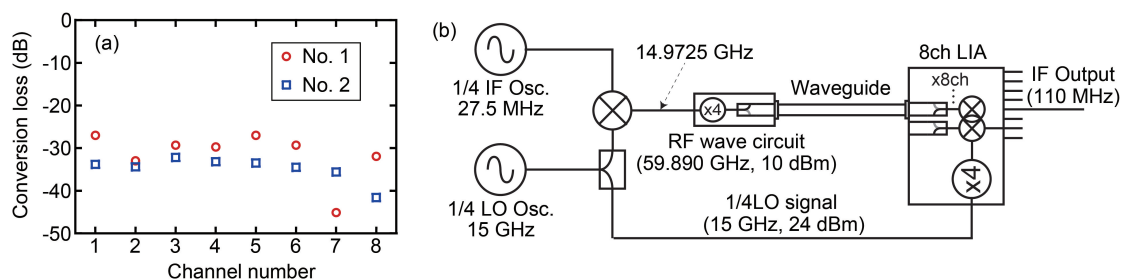 (a)
No. 1
No. 2
0
-10
-20
-30
-40
-50
Conversion loss (dB)
1 2 3 4 5 6 7 8
Channel number
(b)
1/4 IF Osc.
27.5 MHz
14.9725 GHz
x4
RF wave circuit
(59.890 GHz, 10 dBm)
Waveguide
8ch LIA
x8ch
IF Output
(110 MHz)
x4
1/4 LO Osc.
15 GHz
1/4LO signal
(15 GHz, 24 dBm)